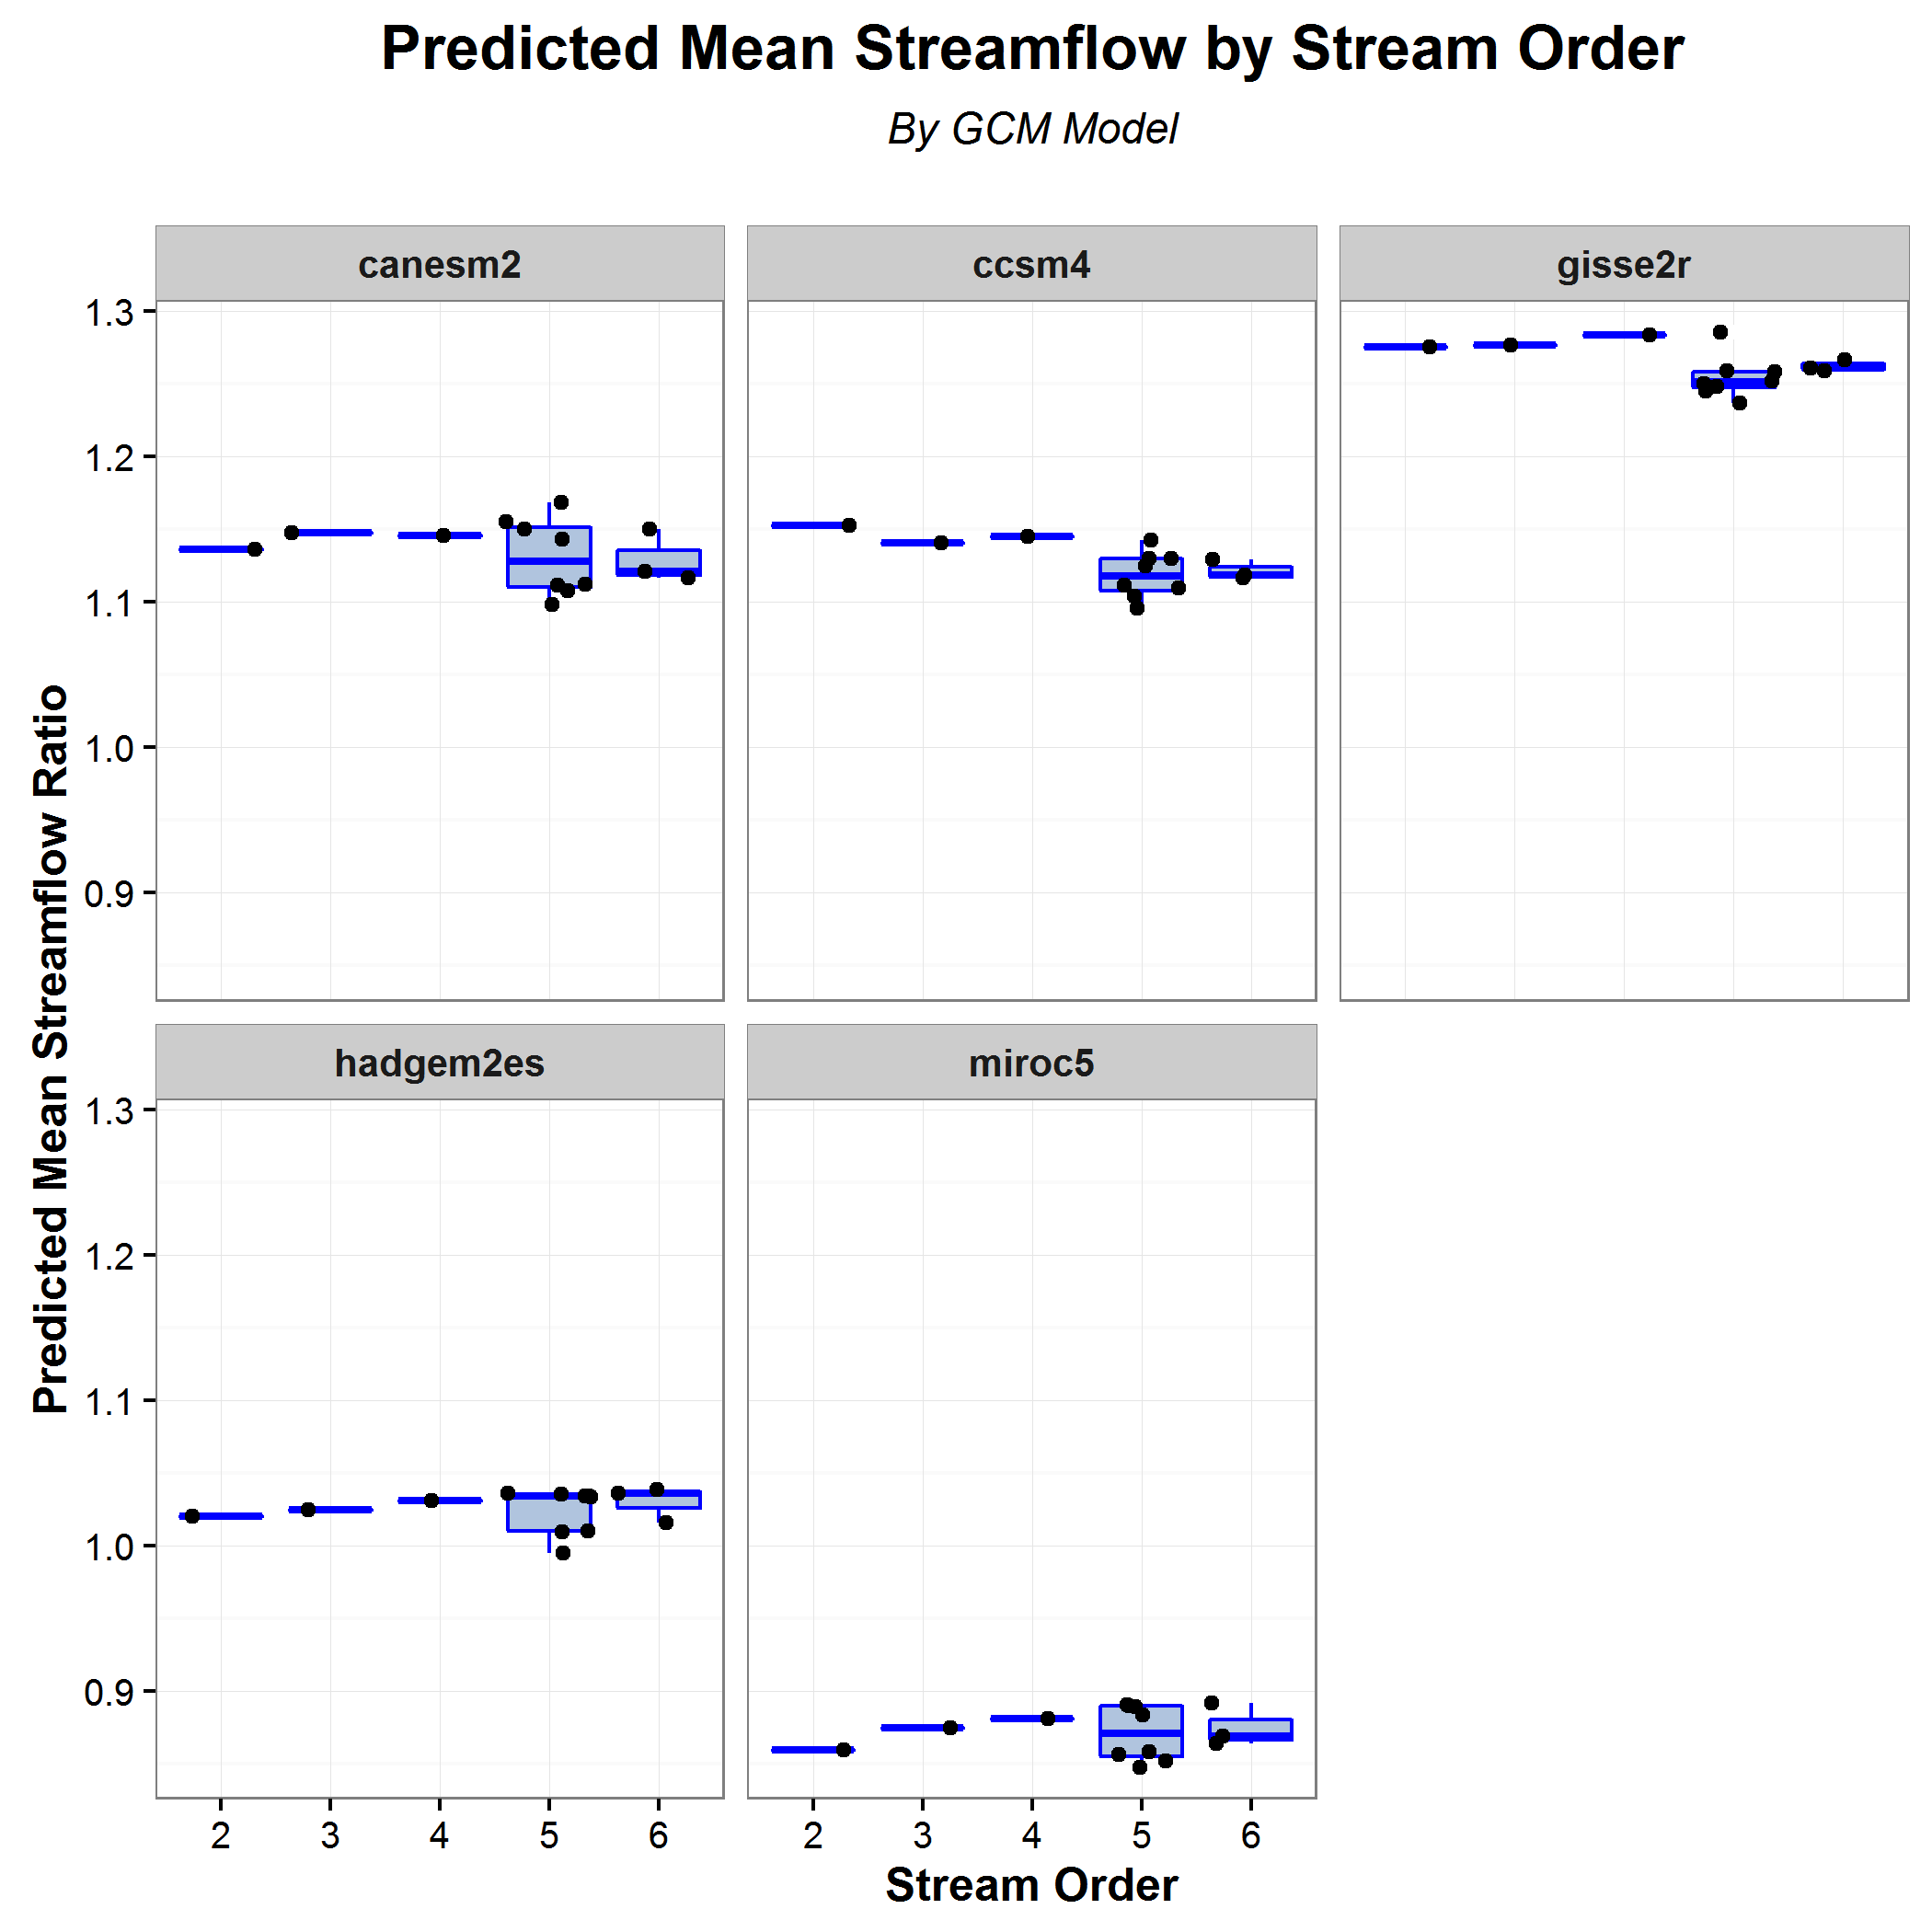 Predicted Mean Streamflow by Stream Order
By GCM Model
canesm2
ccsm4
gisse2r
1.3
1.2
1.1
1.0
0.9
Predicted Mean Streamflow Ratio
hadgem2es
miroc5
1.3
1.2
1.1
1.0
0.9
2 3 4 5 6
2 3 4 5 6
Stream Order